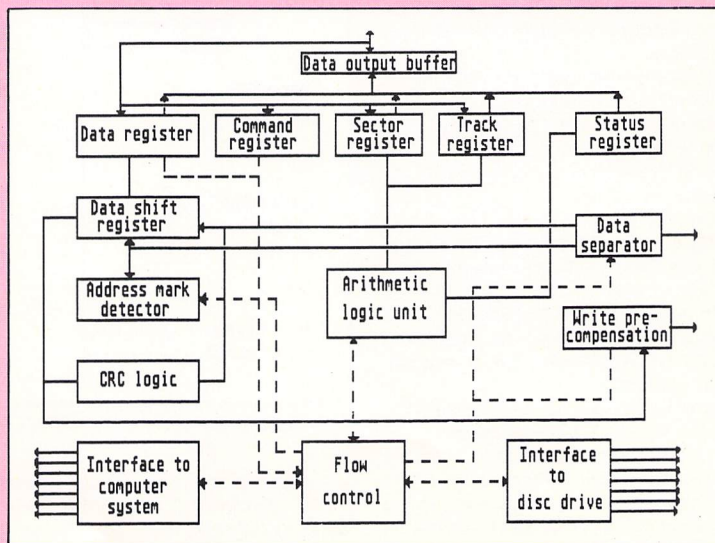 Data output buffer
Data register
Command
register
Sector
register
Track
register
Status
register
Data shift
register
Data
separator
Address mark
detector
Arithmetic
logic unit
Write pre-
compensation
CRC logic
Interface to
computer
system
Flow
control
Interface
to
disc drive